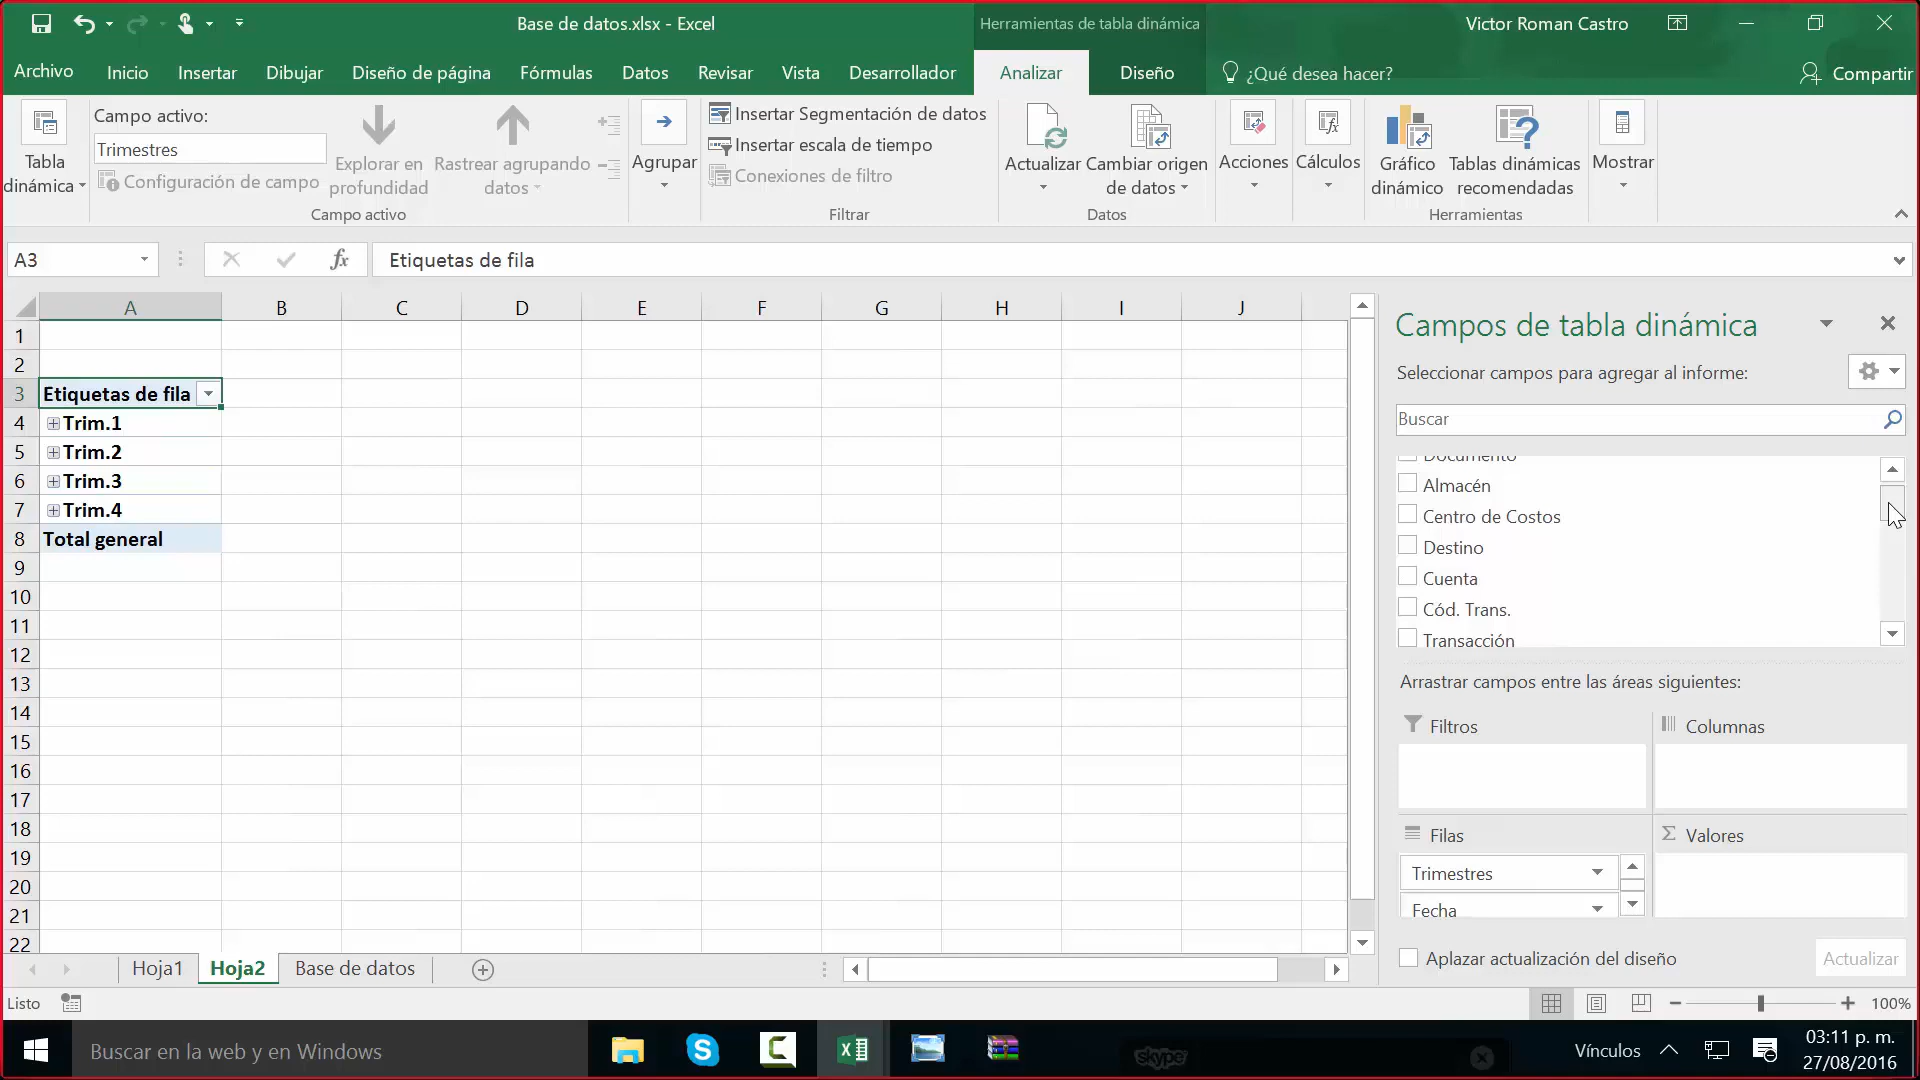 Base de datos.xlsx - Excel
Herramientas de tabla dinámica
Victor Roman Castro
Archivo
Inicio
Insertar
Dibujar
Diseño de página
Fórmulas
Datos
Revisar
Vista
Desarrollador
Analizar
Diseño
¿Qué desea hacer?
Compartir
Tabla
dinámica
Campo activo:
Trimestres
Configuración de campo
Explorar en
profundidad
Rastrear agrupando
datos
Campo activo
Agrupar
Insertar Segmentación de datos
Insertar escala de tiempo
Conexiones de filtro
Filtrar
Actualizar
Cambiar origen
de datos
Datos
Acciones
Cálculos
Gráfico
dinámico
Tablas dinámicas
recomendadas
Herramientas
Mostrar
A3
fx
Etiquetas de fila
A B C D E F G H I J
1
2
3 Etiquetas de fila
4 Trim.1
5 Trim.2
6 Trim.3
7 Trim.4
8 Total general
9
10
11
12
13
14
15
16
17
18
19
20
21
22
Campos de tabla dinámica
Seleccionar campos para agregar al informe:
Buscar
Documento
Almacén
Centro de Costos
Destino
Cuenta
Cód. Trans.
Transacción
Arrastrar campos entre las áreas siguientes:
Filtros
Columnas
Filas
Σ Valores
Trimestres
Fecha
Aplazar actualización del diseño
Actualizar
Hoja1
Hoja2
Base de datos
Listo
100%
Buscar en la web y en Windows
skype
Vínculos
03:11 p. m.
27/08/2016